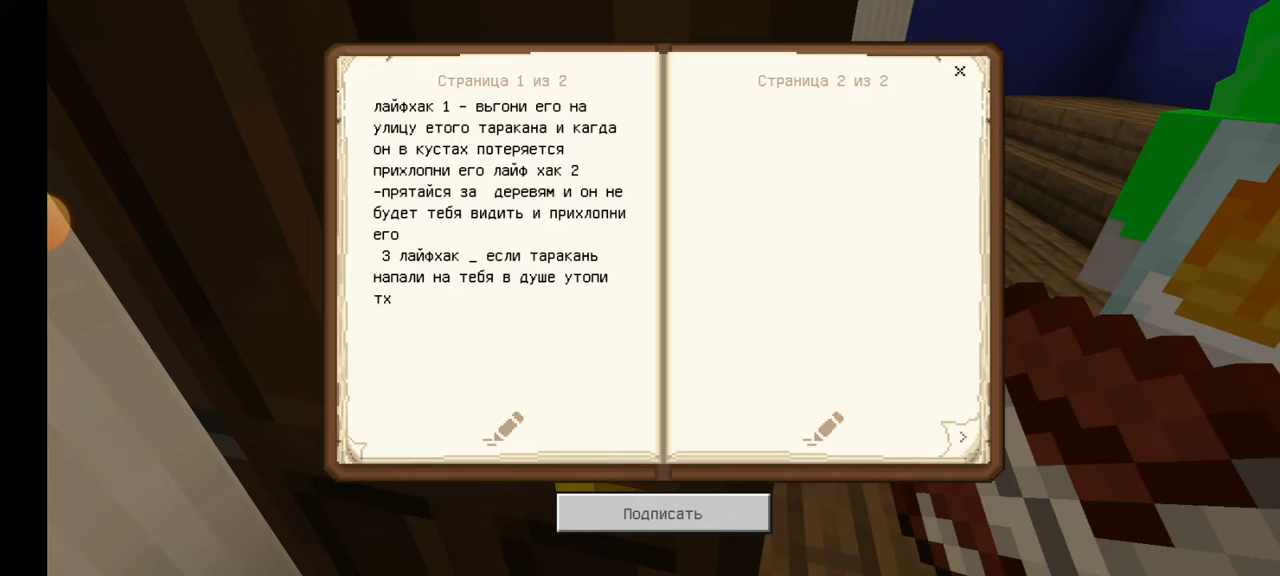 Страница 1 из 2
лайфхак 1 - вьгони его на
улицу етого таракана и кагда
он в кустах потеряется
прихлопни его лайф хак 2
-прятайся за  деревям и он не
будет тебя видить и прихлопни
его
3 лайфхак _ если таракань
напали на тебя в душе утопи
тх
Страница 2 из 2
Подписать